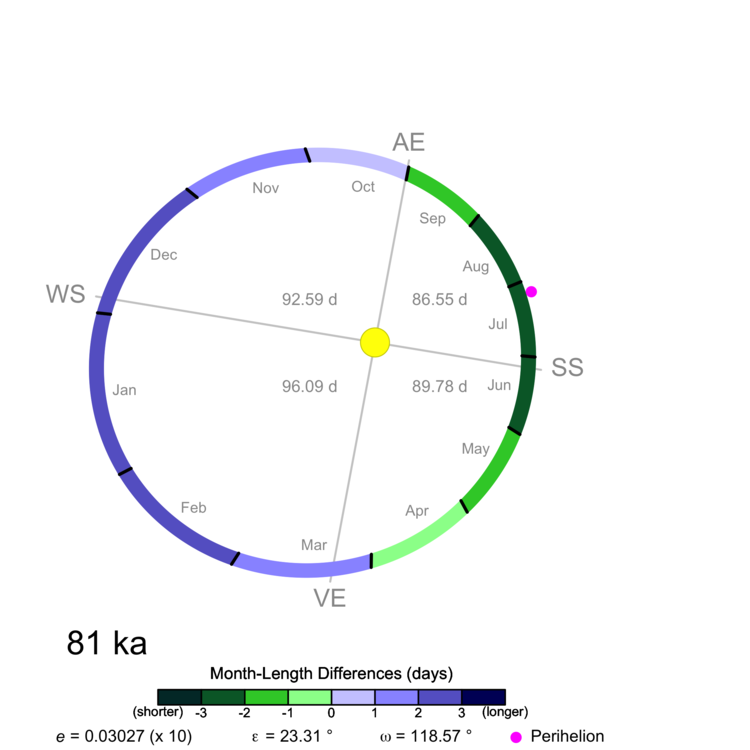 AE
Nov
Oct
Sep
Dec
Aug
WS
92.59 d
86.55 d
Jul
SS
96.09 d
89.78 d
Jun
Jan
May
Feb
Apr
Mar
VE
81 ka
Month-Length Differences (days)
(shorter) -3 -2 -1 0 1 2 3 (longer)
e = 0.03027 (x 10) ε = 23.31 ° ω = 118.57 ° Perihelion